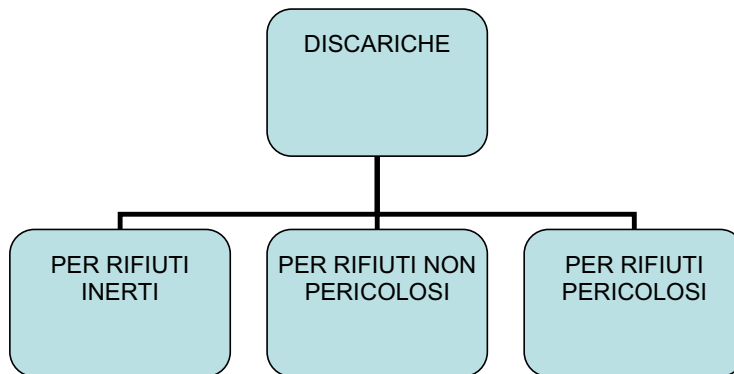 DISCARICHE
PER RIFIUTI
INERTI
PER RIFIUTI NON
PERICOLOSI
PER RIFIUTI
PERICOLOSI